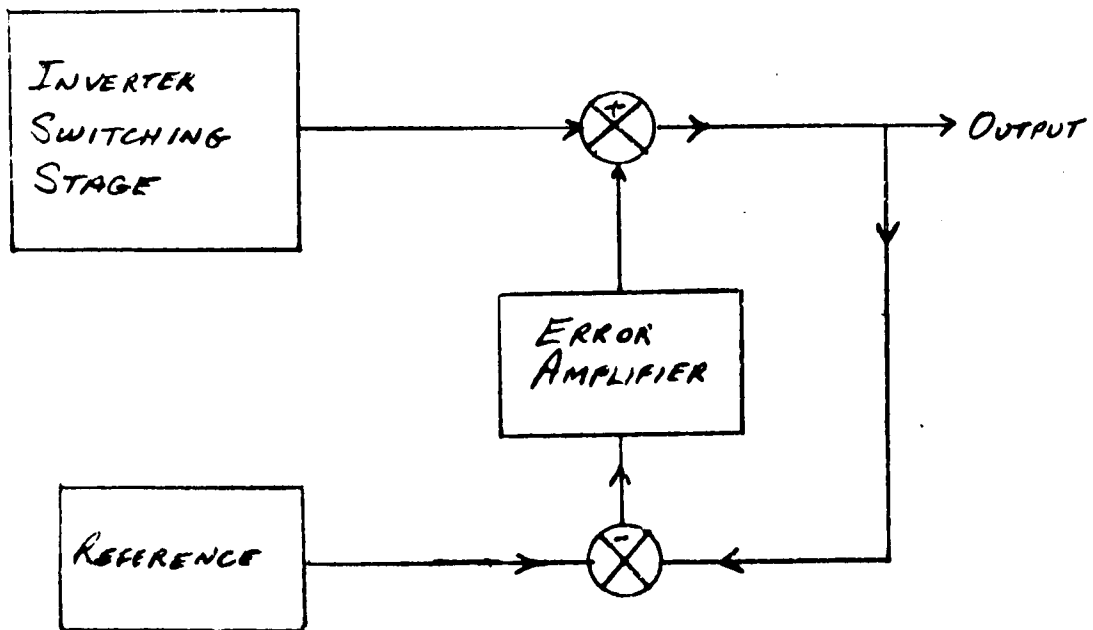 INVERTER
SWITCHING
STAGE
+
OUTPUT
ERROR
AMPLIFIER
-
REFERENCE